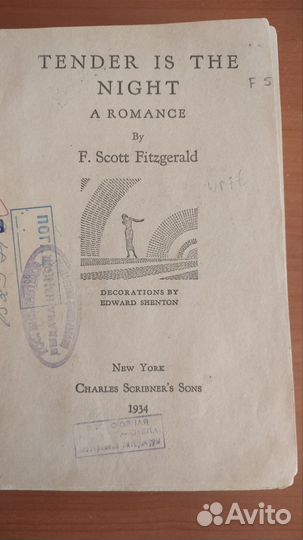 TENDER IS THE
NIGHT
F S
A ROMANCE
By
F. Scott Fitzgerald
DECORATIONS BY
EDWARD SHENTON
NEW YORK
CHARLES SCRIBNER'S SONS
1934
Avito